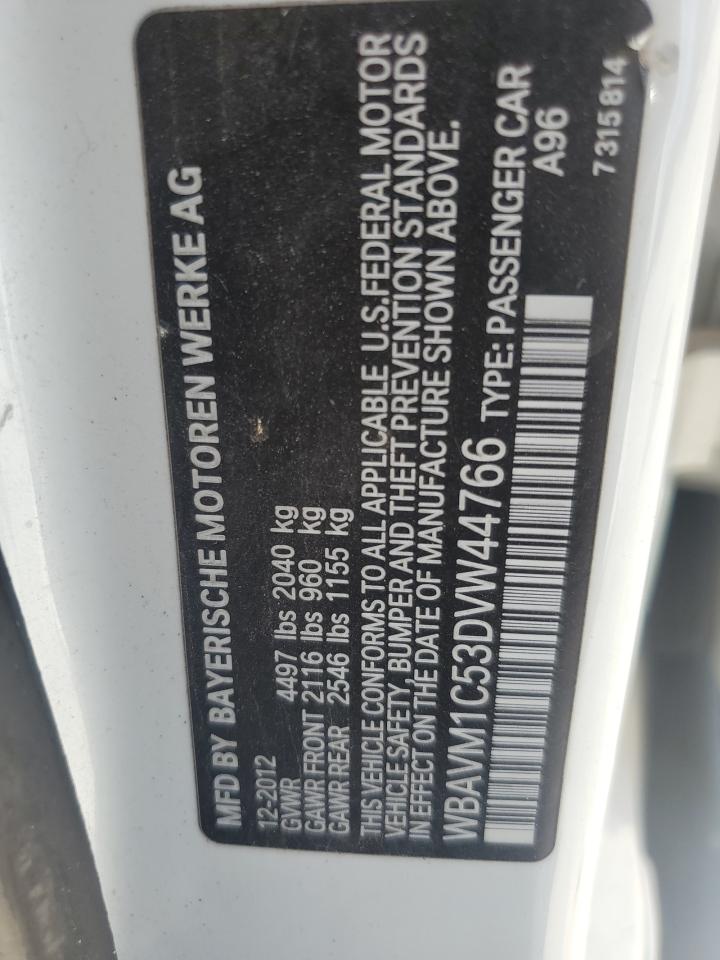 MFD BY BAYERISCHE MOTOREN WERKE AG
12-2012
GVWR 4497 lbs 2040 kg
GAWR FRONT 2116 lbs 960 kg
GAWR REAR 2546 lbs 1155 kg
THIS VEHICLE CONFORMS TO ALL APPLICABLE U.S.FEDERAL MOTOR
VEHICLE SAFETY, BUMPER AND THEFT PREVENTION STANDARDS
IN EFFECT ON THE DATE OF MANUFACTURE SHOWN ABOVE.
WBAVM1C53DVW44766 TYPE: PASSENGER CAR
A96
7 315 814